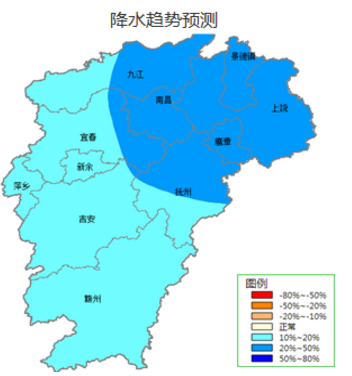 降水趋势预测
景德镇
九江
南昌
上饶
鹰潭
宜春
新余
萍乡
抚州
吉安
赣州
图例
-80%~-50%
-50%~-20%
-20%~-10%
正常
10%~20%
20%~50%
50%~80%